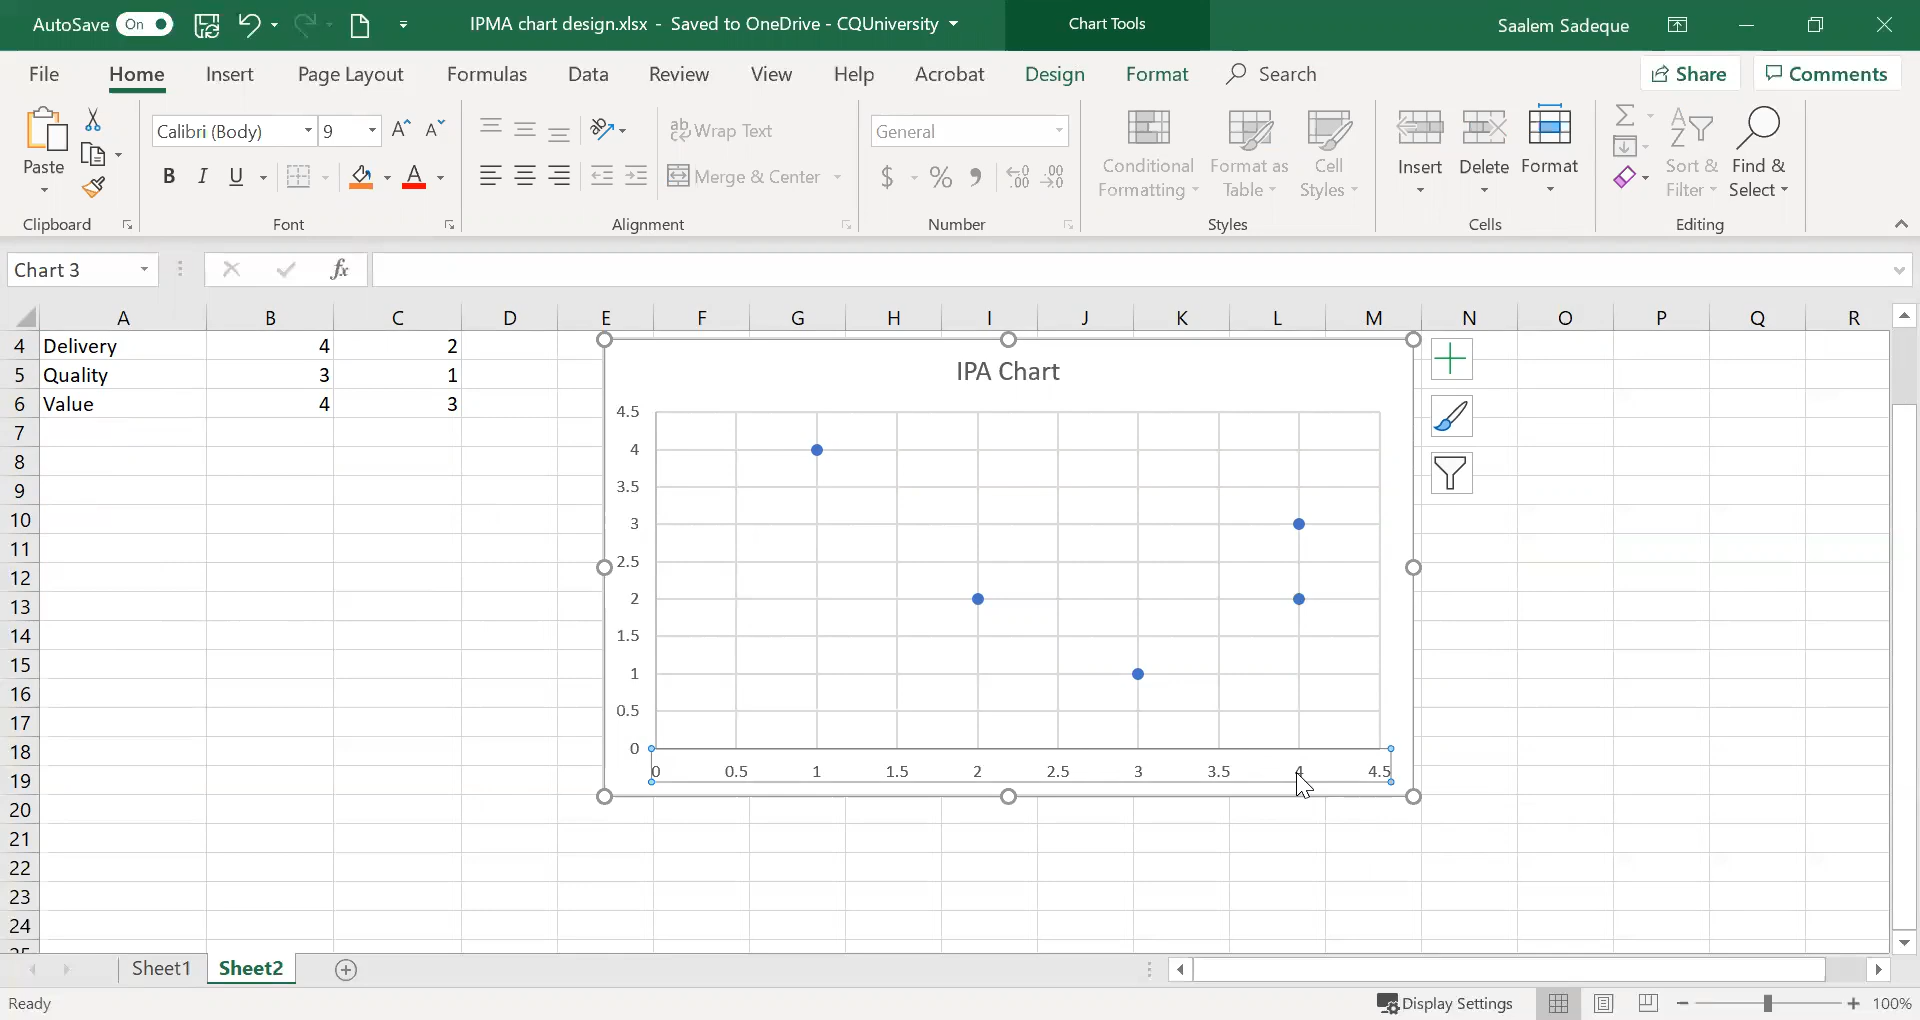 AutoSave On IPMA chart design.xlsx - Saved to OneDrive - CQUniversity Chart Tools Saalem Sadeque
File Home Insert Page Layout Formulas Data Review View Help Acrobat Design Format Search Share Comments
Paste
Clipboard
Calibri (Body) 9
B I U A
Font
Wrap Text
Merge & Center
Alignment
General
$ % 9
Number
Conditional Formatting
Format as Table
Cell Styles
Styles
Insert Delete Format
Cells
Sort & Filter
Find & Select
Editing
Chart 3 fx
A B C D E F G H I J K L M N O P Q R
4 Delivery 4 2
5 Quality 3 1
6 Value 4 3
7
8
9
10
11
12
13
14
15
16
17
18
19
20
21
22
23
24
IPA Chart
4.5
4
3.5
3
2.5
2
1.5
1
0.5
0
0 0.5 1 1.5 2 2.5 3 3.5 4 4.5
Sheet1 Sheet2
Ready Display Settings 100%